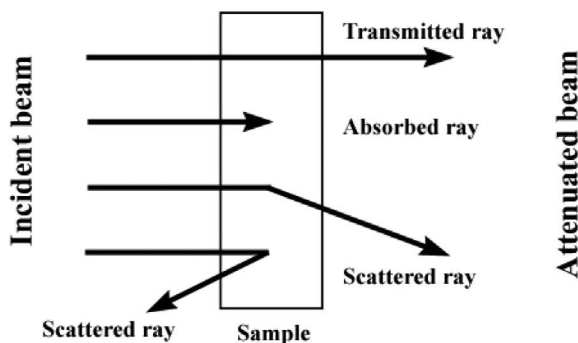 Transmitted ray
Incident beam
Absorbed ray
Attenuated beam
Scattered ray
Scattered ray
Sample